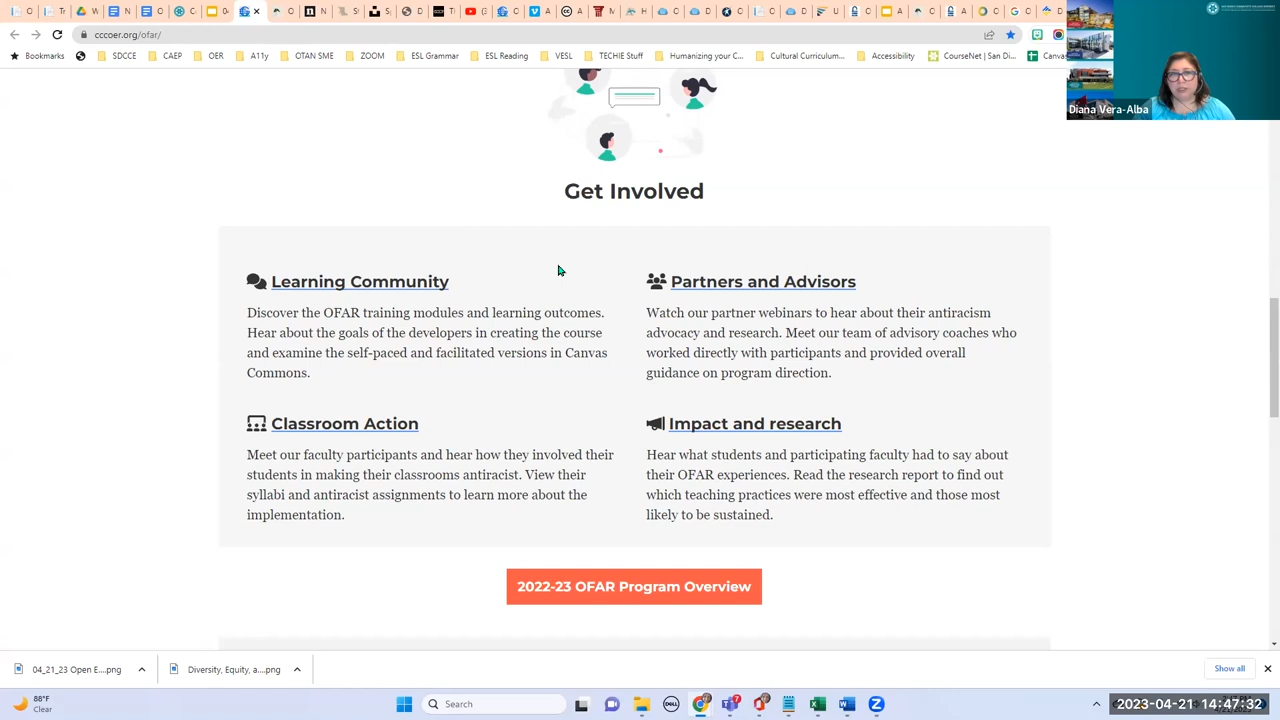 cccoer.org/ofar/
Diana Vera-Alba
Bookmarks
SDCCE
CAEP
OER
A11y
OTAN SME
ESL Grammar
ESL Reading
VESL
TECHIE Stuff
Humanizing your C...
Cultural Curriculum...
Accessibility
CourseNet | San Di...
Get Involved
Learning Community
Discover the OFAR training modules and learning outcomes.
Hear about the goals of the developers in creating the course
and examine the self-paced and facilitated versions in Canvas
Commons.
Partners and Advisors
Watch our partner webinars to hear about their antiracism
advocacy and research. Meet our team of advisory coaches who
worked directly with participants and provided overall
guidance on program direction.
Classroom Action
Meet our faculty participants and hear how they involved their
students in making their classrooms antiracist. View their
syllabi and antiracist assignments to learn more about the
implementation.
Impact and research
Hear what students and participating faculty had to say about
their OFAR experiences. Read the research report to find out
which teaching practices were most effective and those most
likely to be sustained.
2022-23 OFAR Program Overview
04_21_23 Open E....png
Diversity, Equity, a....png
Show all
88°F
Clear
Search
2023-04-21 14:47:32